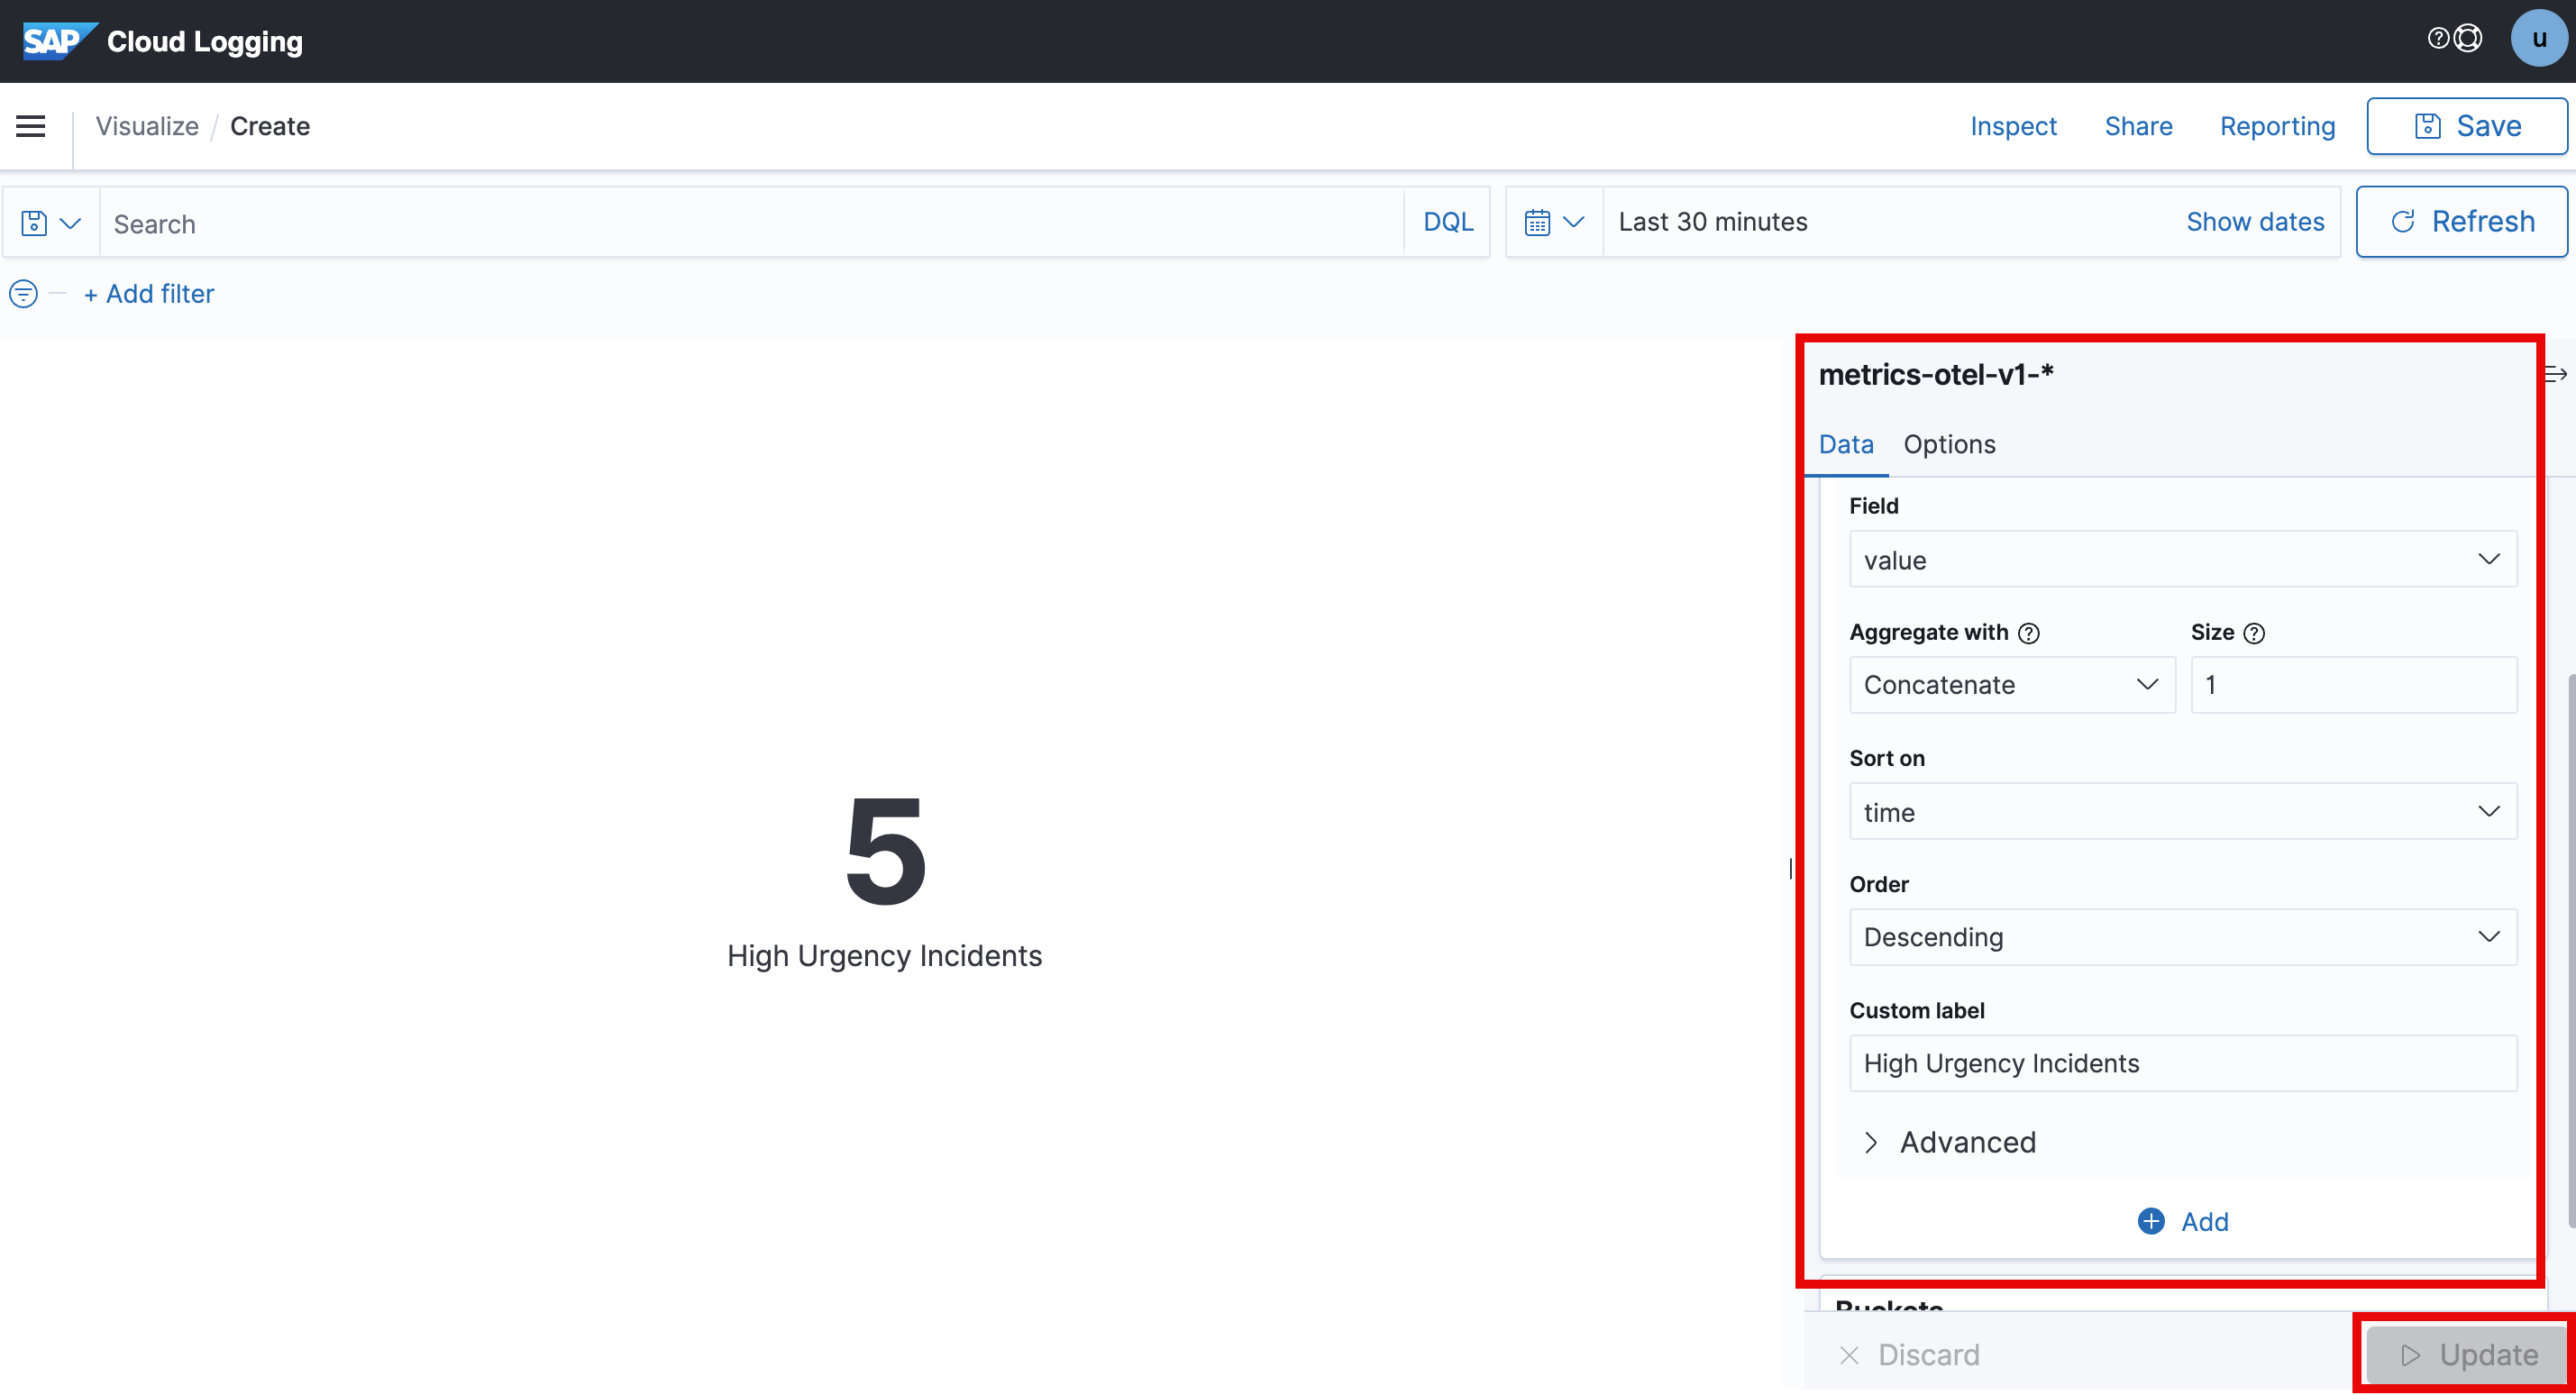 SAP Cloud Logging
u
Visualize / Create
Inspect Share Reporting Save
Search DQL Last 30 minutes Show dates Refresh
+ Add filter
metrics-otel-v1-*
Data Options
Field
value
Aggregate with Size
Concatenate 1
Sort on
time
Order
Descending
Custom label
High Urgency Incidents
Advanced
Add
Buckets
Discard Update
5
High Urgency Incidents